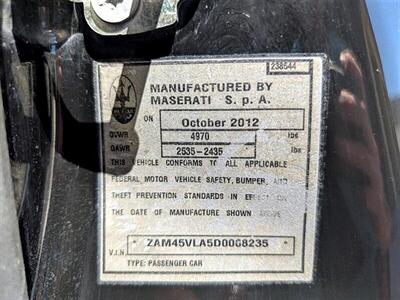 238544
MANUFACTURED BY
MASERATI S. p A.
ON October 2012
GVWR 4970 lbs
GAWR 2535-2435 lbs
THIS VEHICLE CONFORMS TO ALL APPLICABLE
FEDERAL MOTOR VEHICLE SAFETY, BUMPER, AND
THEFT PREVENTION STANDARDS IN EFFECT ON
THE DATE OF MANUFACTURE SHOWN ABOVE
V.I.N. * ZAM45VLA5D0068235 *
TYPE: PASSENGER CAR